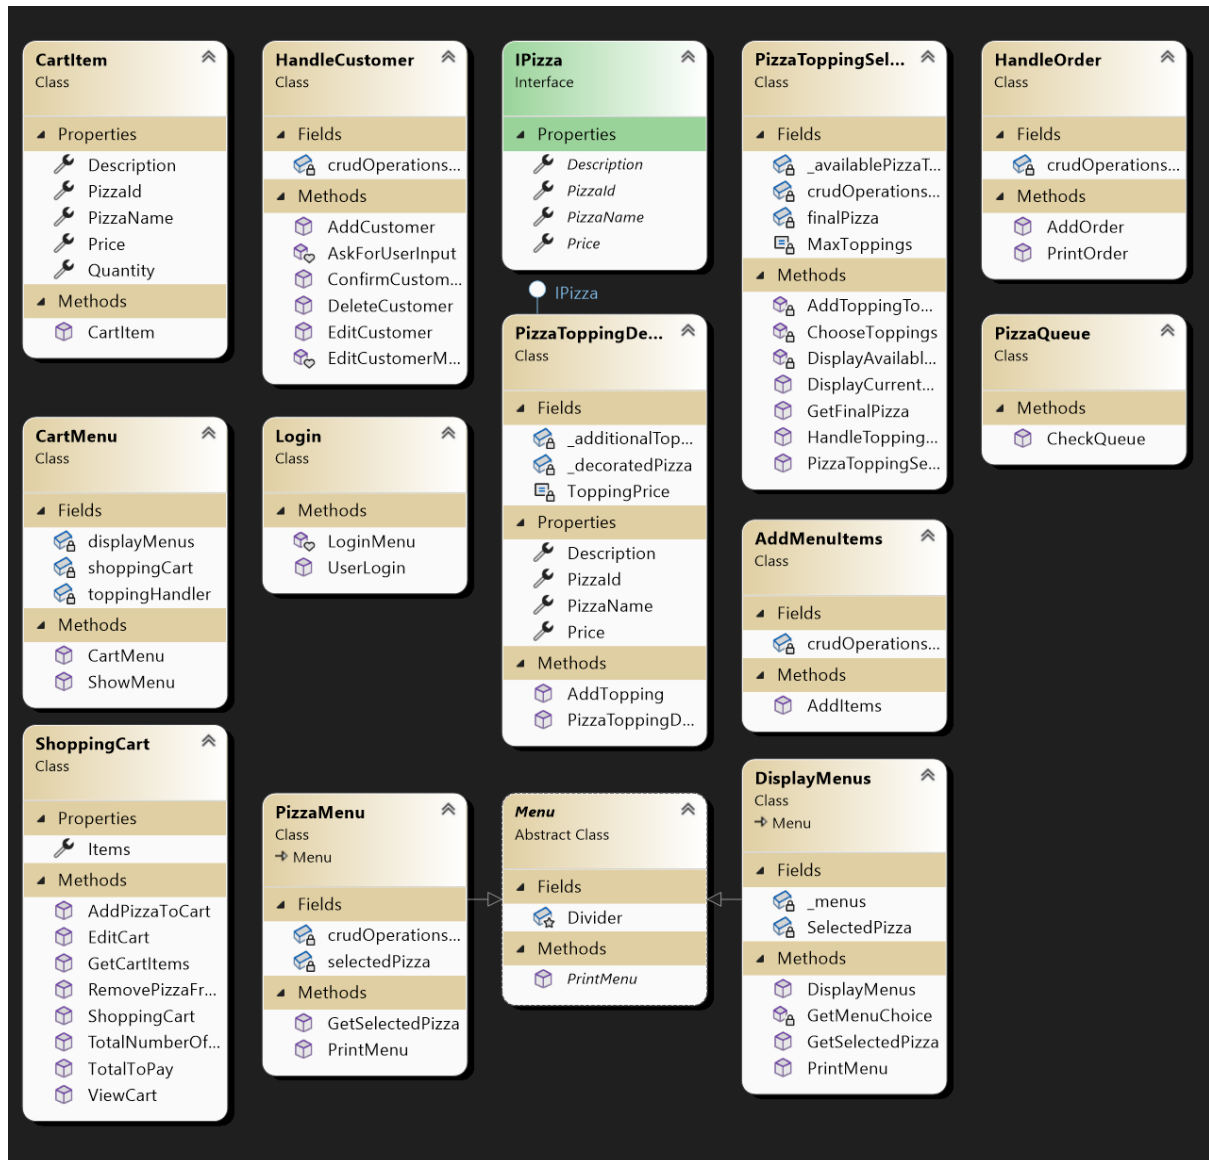 CartItem
Class
Properties
Description
PizzaId
PizzaName
Price
Quantity
Methods
CartItem
HandleCustomer
Class
Fields
crudOperations...
Methods
AddCustomer
AskForUserInput
ConfirmCustom...
DeleteCustomer
EditCustomer
EditCustomerM...
IPizza
Interface
Properties
Description
PizzaId
PizzaName
Price
PizzaToppingSel...
Class
Fields
_availablePizzaT...
crudOperations...
finalPizza
MaxToppings
Methods
AddToppingTo...
ChooseToppings
DisplayAvailabl...
DisplayCurrent...
GetFinalPizza
HandleTopping...
PizzaToppingSe...
HandleOrder
Class
Fields
crudOperations...
Methods
AddOrder
PrintOrder
IPizza
PizzaToppingDe...
Class
Fields
_additionalTop...
_decoratedPizza
ToppingPrice
Properties
Description
PizzaId
PizzaName
Price
Methods
AddTopping
PizzaToppingD...
PizzaQueue
Class
Methods
CheckQueue
CartMenu
Class
Fields
displayMenus
shoppingCart
toppingHandler
Methods
CartMenu
ShowMenu
Login
Class
Methods
LoginMenu
UserLogin
AddMenuItems
Class
Fields
crudOperations...
Methods
AddItems
ShoppingCart
Class
Properties
Items
Methods
AddPizzaToCart
EditCart
GetCartItems
RemovePizzaFr...
ShoppingCart
TotalNumberOf...
TotalToPay
ViewCart
PizzaMenu
Class
Menu
Fields
crudOperations...
selectedPizza
Methods
GetSelectedPizza
PrintMenu
Menu
Abstract Class
Fields
Divider
Methods
PrintMenu
DisplayMenus
Class
Menu
Fields
_menus
SelectedPizza
Methods
DisplayMenus
GetMenuChoice
GetSelectedPizza
PrintMenu